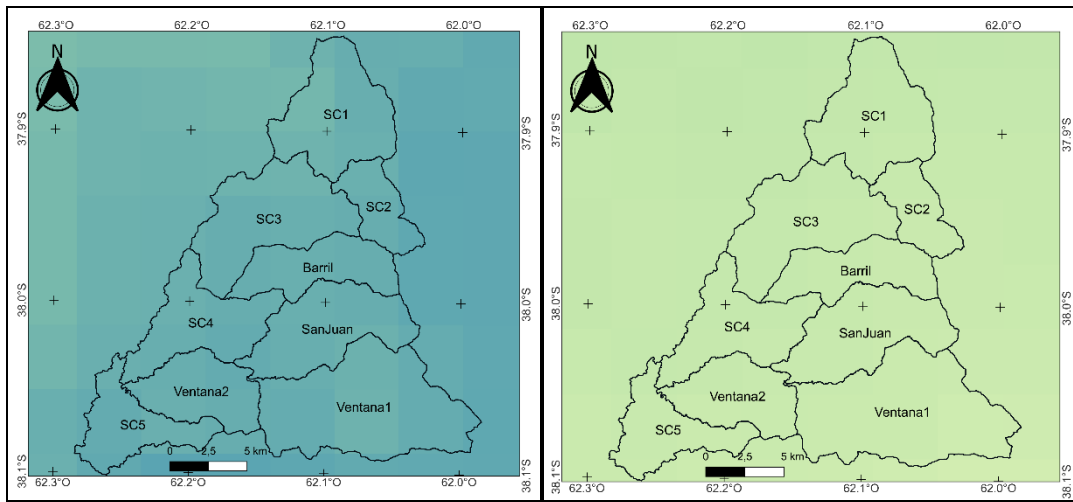 62.3°O 62.2°O 62.1°O 62.0°O
N
37.9°S 37.9°S
SC1
SC2
SC3
Barril
38.0°S 38.0°S
SC4
SanJuan
Ventana2
Ventana1
SC5
0 2,5 5 km
38.1°S 38.1°S
62.3°O 62.2°O 62.1°O 62.0°O
62.3°O 62.2°O 62.1°O 62.0°O
N
37.9°S 37.9°S
SC1
SC2
SC3
Barril
38.0°S 38.0°S
SC4
SanJuan
Ventana2
Ventana1
SC5
0 2,5 5 km
38.1°S 38.1°S
62.3°O 62.2°O 62.1°O 62.0°O